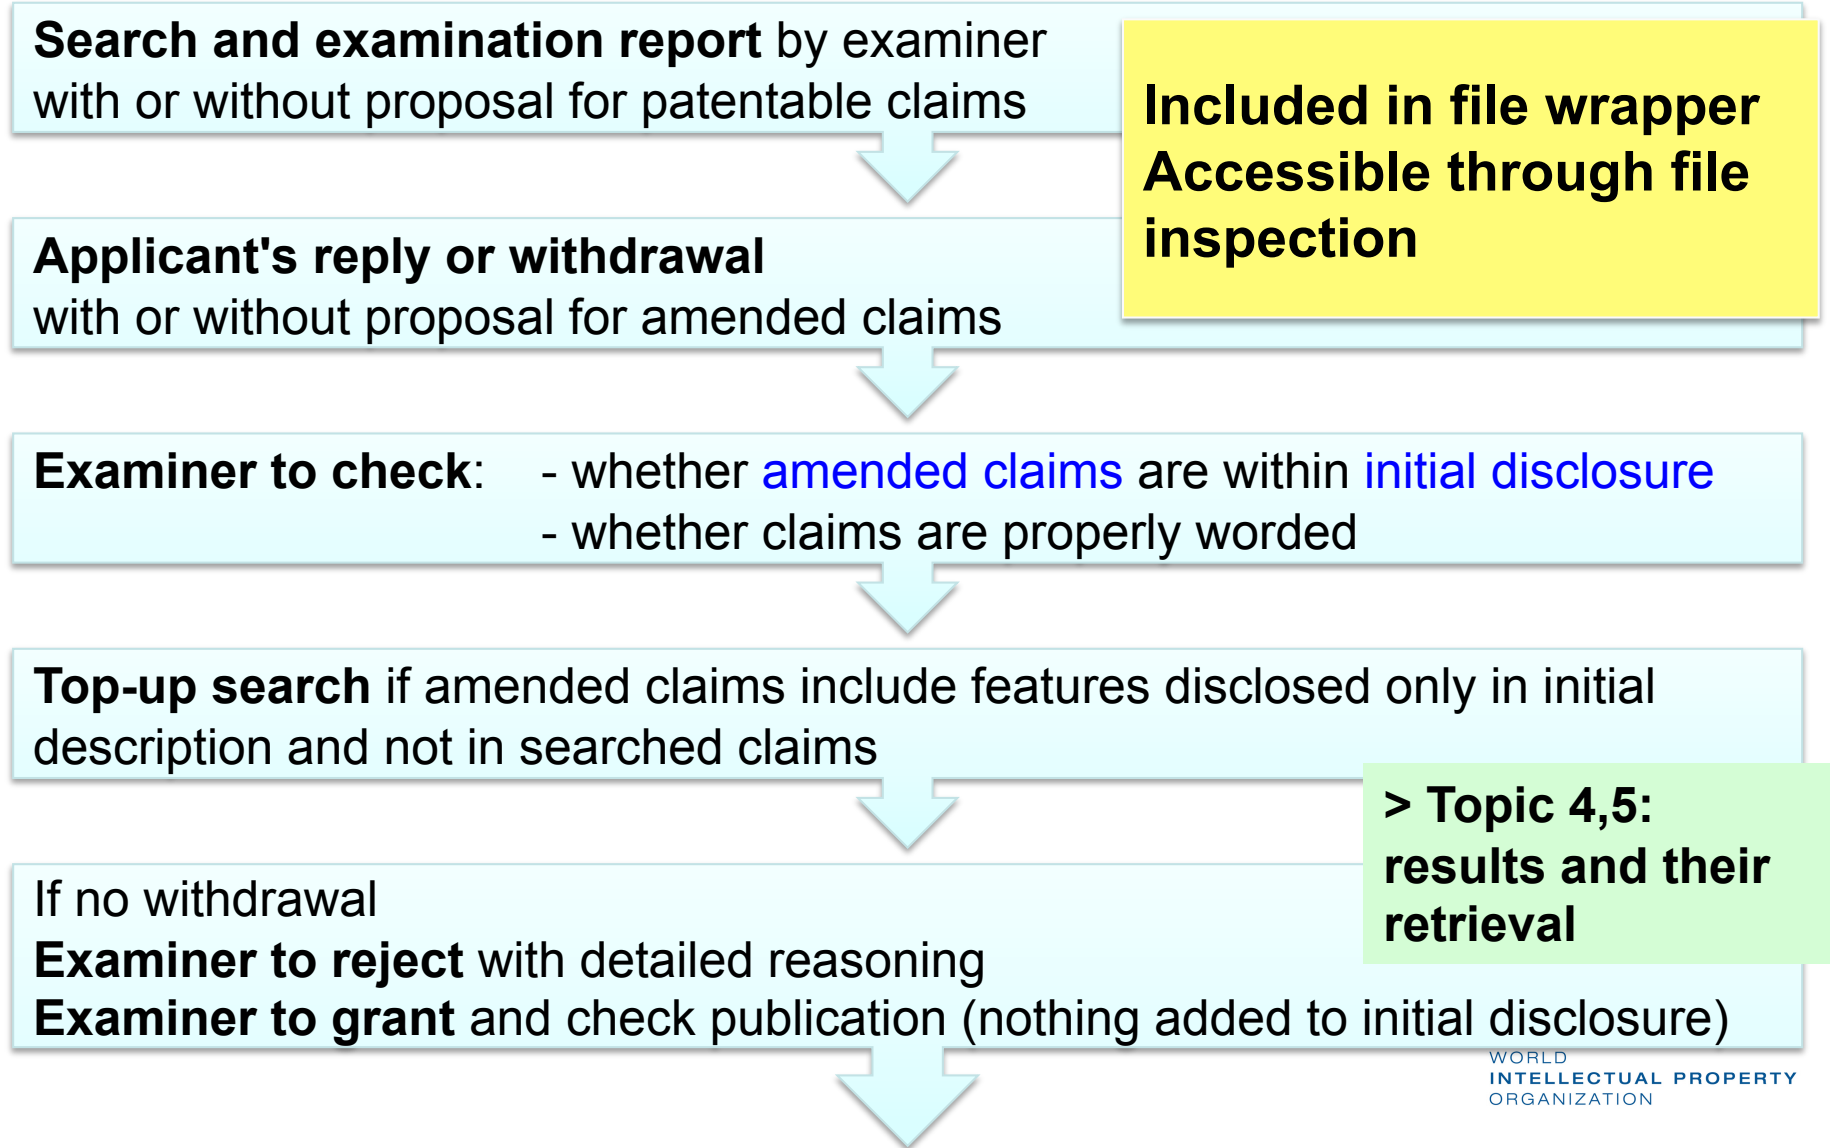 Search and examination report by examiner
with or without proposal for patentable claims
Included in file wrapper
Accessible through file
inspection
Applicant's reply or withdrawal
with or without proposal for amended claims
Examiner to check: - whether amended claims are within initial disclosure
- whether claims are properly worded
Top-up search if amended claims include features disclosed only in initial
description and not in searched claims
> Topic 4,5:
results and their
retrieval
If no withdrawal
Examiner to reject with detailed reasoning
Examiner to grant and check publication (nothing added to initial disclosure)
WORLD
INTELLECTUAL PROPERTY
ORGANIZATION